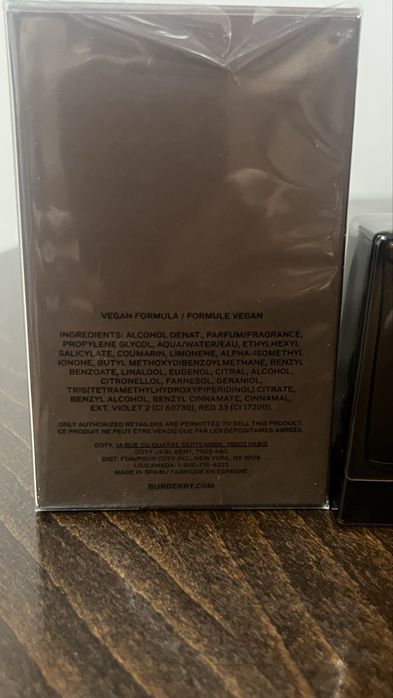 VEGAN FORMULA / FORMULE VEGAN
INGREDIENTS: ALCOHOL DENAT., PARFUM/FRAGRANCE,
PROPYLENE GLYCOL, AQUA/WATER/EAU, ETHYLHEXYL
SALICYLATE, COUMARIN, LIMONENE, ALPHA-ISOMETHYL
IONONE, BUTYL METHOXYDIBENZOYLMETHANE, BENZYL
BENZOATE, LINALOOL, EUGENOL, CITRAL, ALCOHOL,
CITRONELLOL, FARNESOL, GERANIOL,
TRIS(TETRAMETHYLHYDROXYPIPERIDINOL) CITRATE,
BENZYL ALCOHOL, BENZYL CINNAMATE, CINNAMAL,
EXT. VIOLET 2 (CI 60730), RED 33 (CI 17200).
ONLY AUTHORIZED RETAILERS ARE PERMITTED TO SELL THIS PRODUCT.
CE PRODUIT NE PEUT ÊTRE VENDU QUE PAR LES DÉPOSITAIRES AGRÉÉS.
COTY, 14 RUE DU QUATRE SEPTEMBRE, 75002 PARIS
COTY UK AL KENT, TN25 4AQ
DIST. FOR/POUR COTY INC., NEW YORK, NY 10118
US/CANADA: 1-800-715-4023
MADE IN SPAIN / FABRIQUÉ EN ESPAGNE
BURBERRY.COM